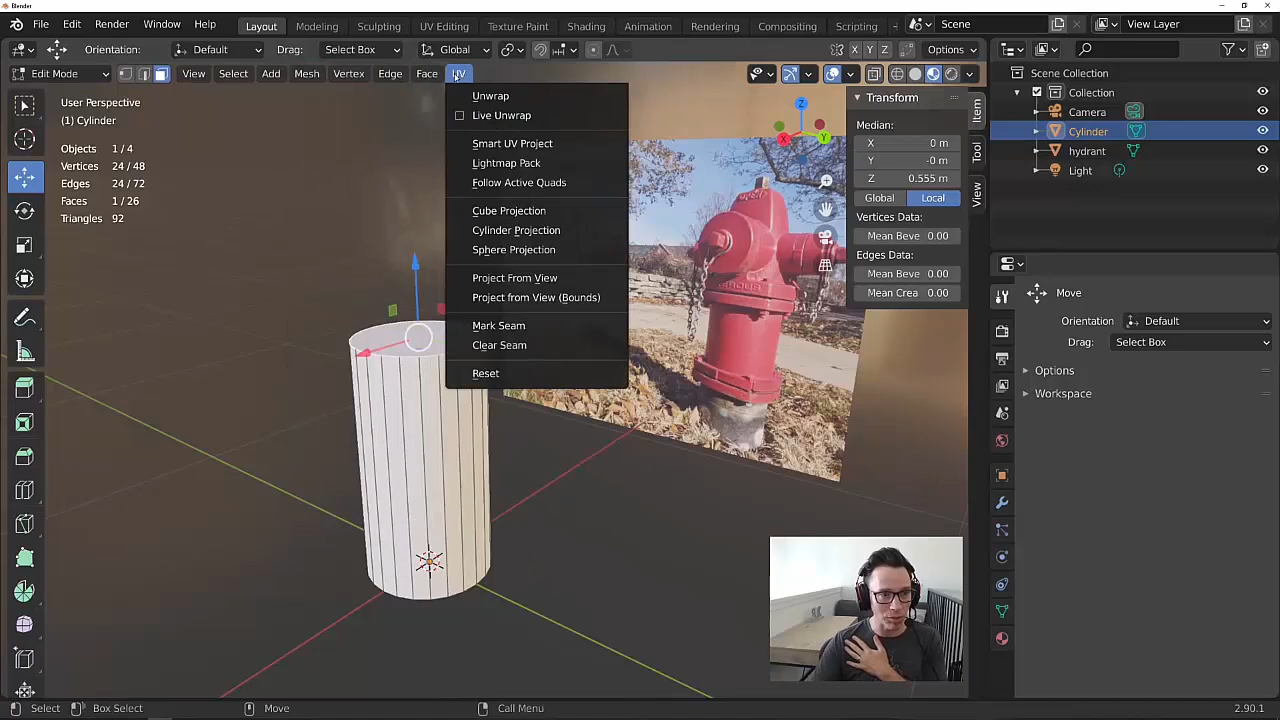 Blender
File Edit Render Window Help Layout Modeling Sculpting UV Editing Texture Paint Shading Animation Rendering Compositing Scripting Scene View Layer
Orientation: Default Drag: Select Box Global X Y Z Options
Edit Mode View Select Add Mesh Vertex Edge Face UV
User Perspective
(1) Cylinder
Objects 1/4
Vertices 24/48
Edges 24/72
Faces 1/26
Triangles 92
Unwrap
Live Unwrap
Smart UV Project
Lightmap Pack
Follow Active Quads
Cube Projection
Cylinder Projection
Sphere Projection
Project From View
Project from View (Bounds)
Mark Seam
Clear Seam
Reset
Z
X
Y
Transform
Median:
X 0 m
Y -0 m
Z 0.555 m
Global Local
Vertices Data:
Mean Beve 0.00
Edges Data:
Mean Beve 0.00
Mean Crea 0.00
Item
Tool
View
Scene Collection
Collection
Camera
Cylinder
hydrant
Light
Move
Orientation Default
Drag: Select Box
Options
Workspace
Select Box Select Move Call Menu 2.90.1